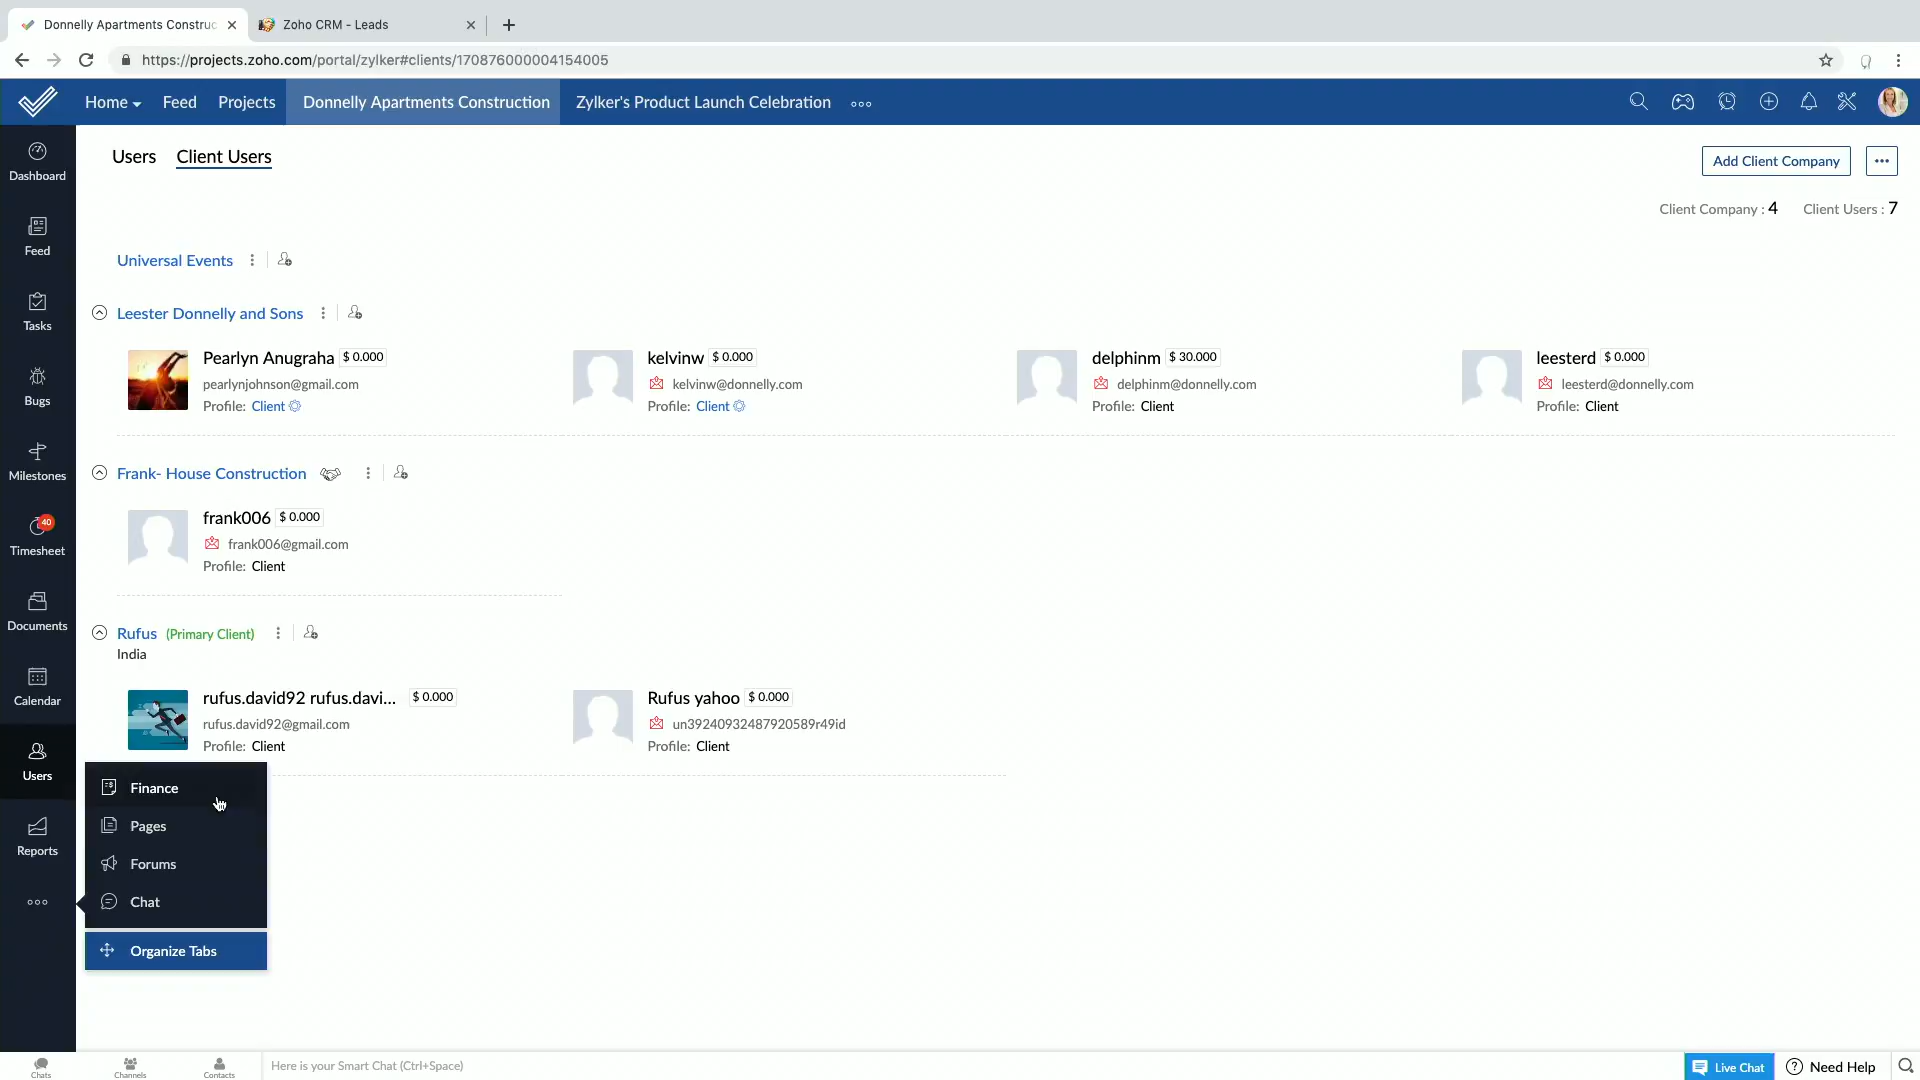 Donnelly Apartments Construc
Zoho CRM - Leads
https://projects.zoho.com/portal/zylker#clients/170876000004154005
Home
Feed
Projects
Donnelly Apartments Construction
Zylker's Product Launch Celebration
Dashboard
Feed
Tasks
Bugs
Milestones
40
Timesheet
Documents
Calendar
Users
Reports
Users
Client Users
Add Client Company
Client Company : 4
Client Users : 7
Universal Events
Leester Donnelly and Sons
Pearlyn Anugraha $ 0.000
pearlynjohnson@gmail.com
Profile: Client
kelvinw $ 0.000
kelvinw@donnelly.com
Profile: Client
delphinm $ 30.000
delphinm@donnelly.com
Profile: Client
leesterd $ 0.000
leesterd@donnelly.com
Profile: Client
Frank- House Construction
frank006 $ 0.000
frank006@gmail.com
Profile: Client
Rufus (Primary Client)
India
rufus.david92 rufus.davi... $ 0.000
rufus.david92@gmail.com
Profile: Client
Rufus yahoo $ 0.000
un39240932487920589r49id
Profile: Client
Finance
Pages
Forums
Chat
Organize Tabs
Chats
Channels
Contacts
Here is your Smart Chat (Ctrl+Space)
Live Chat
Need Help